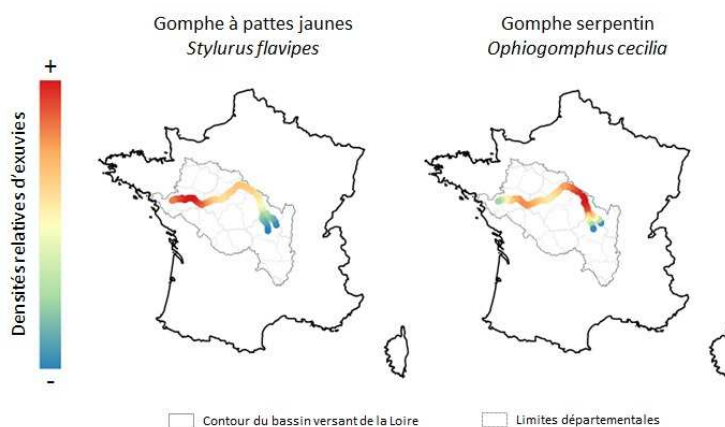 Gomphe à pattes jaunes
Stylurus flavipes
Gomphe serpentin
Ophiogomphus cecilia
+
Densités relatives d'exuvies
-
Contour du bassin versant de la Loire
Limites départementales